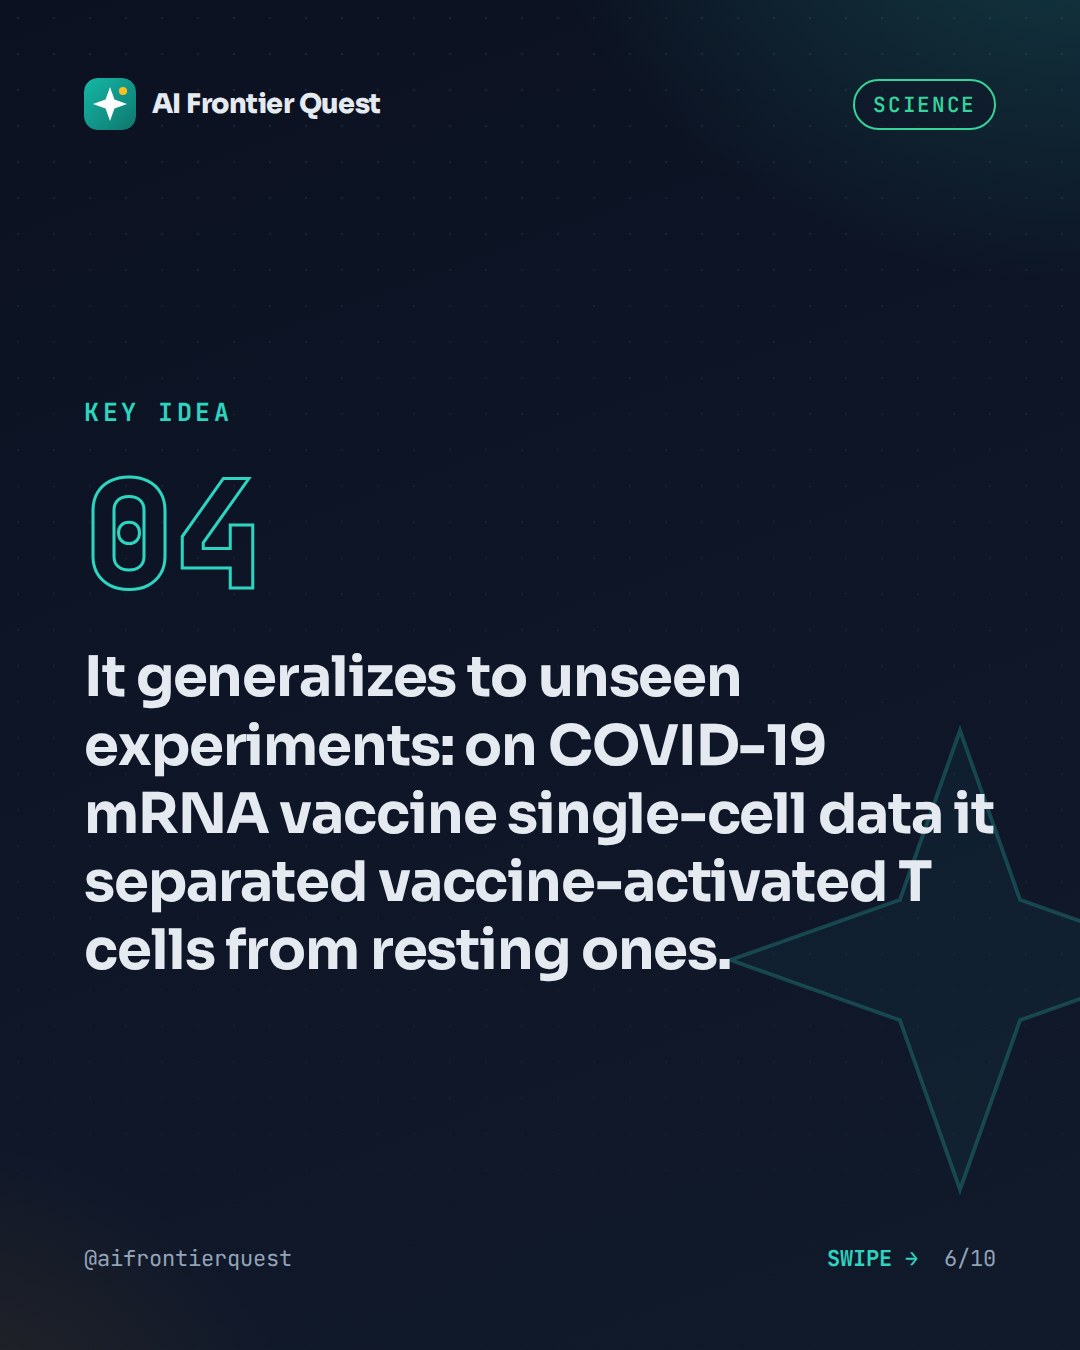 AI Frontier Quest
SCIENCE
KEY IDEA
04
It generalizes to unseen
experiments: on COVID-19
mRNA vaccine single-cell data it
separated vaccine-activated T
cells from resting ones.
@aifrontierquest
SWIPE → 6/10